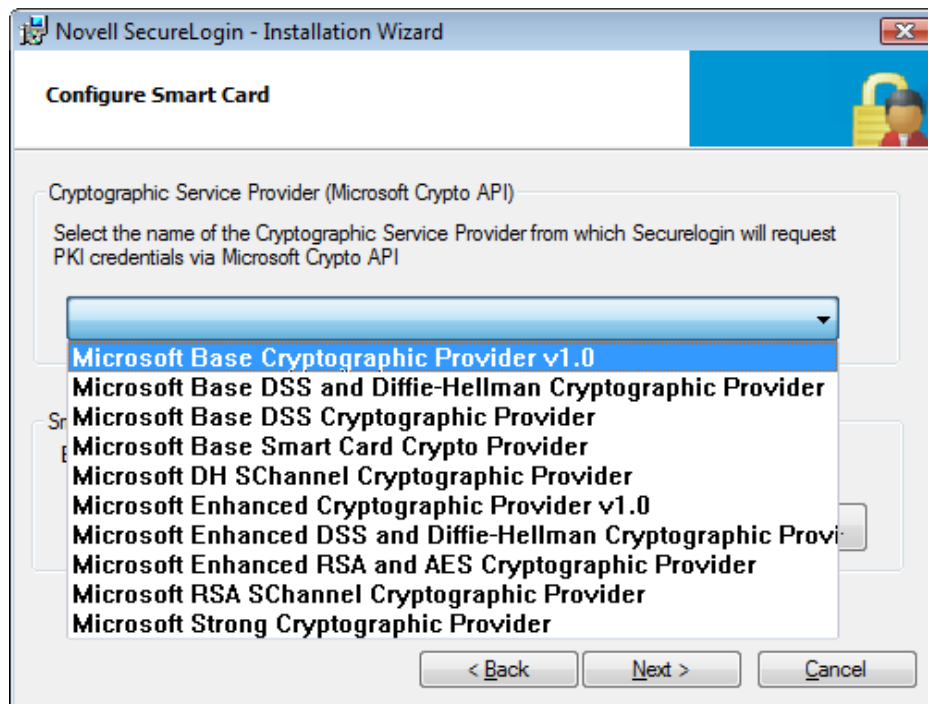 Novell SecureLogin - Installation Wizard
Configure Smart Card
Cryptographic Service Provider (Microsoft Crypto API)
Select the name of the Cryptographic Service Provider from which Securelogin will request
PKI credentials via Microsoft Crypto API
Microsoft Base Cryptographic Provider v1.0
Microsoft Base DSS and Diffie-Hellman Cryptographic Provider
Microsoft Base DSS Cryptographic Provider
Microsoft Base Smart Card Crypto Provider
Microsoft DH SChannel Cryptographic Provider
Microsoft Enhanced Cryptographic Provider v1.0
Microsoft Enhanced DSS and Diffie-Hellman Cryptographic Provi
Microsoft Enhanced RSA and AES Cryptographic Provider
Microsoft RSA SChannel Cryptographic Provider
Microsoft Strong Cryptographic Provider
< Back Next > Cancel